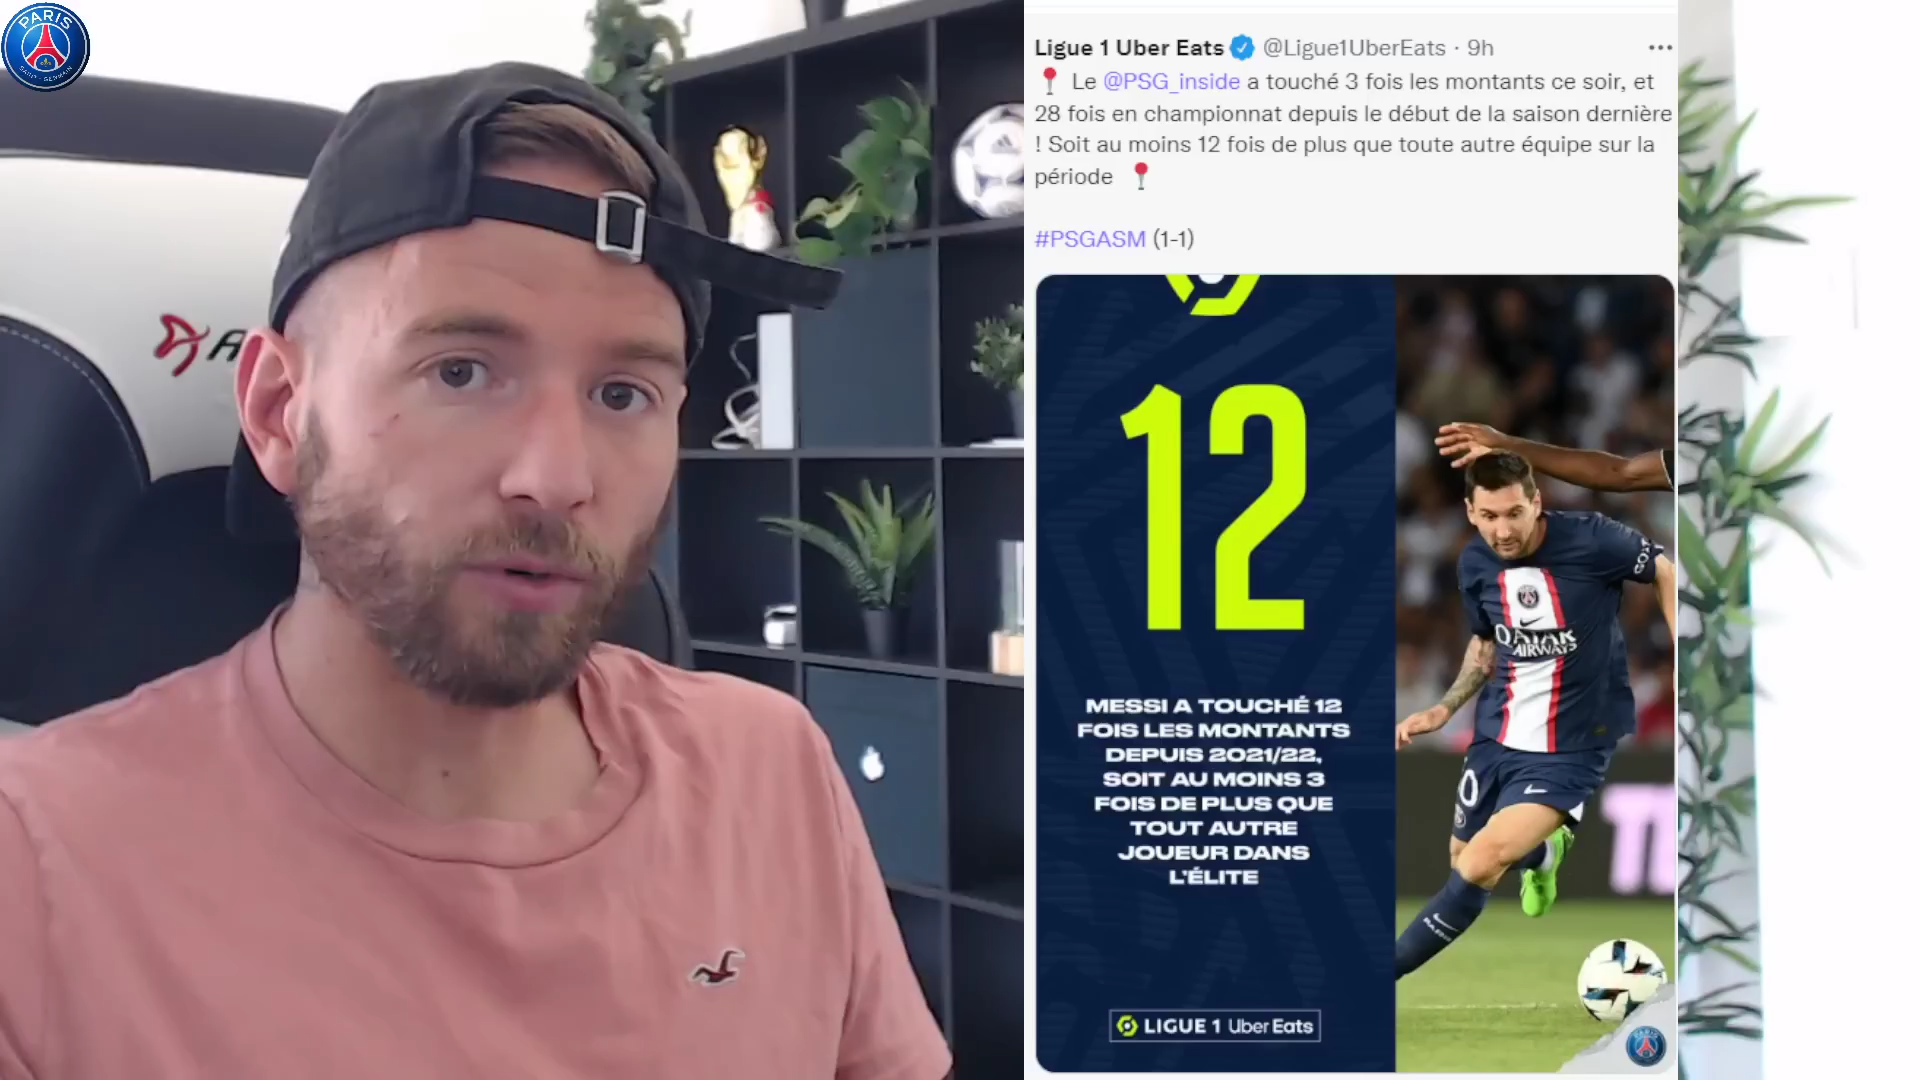 PARIS
SAINT-GERMAIN
Ligue 1 Uber Eats @Ligue1UberEats · 9h
📍 Le @PSG_inside a touché 3 fois les montants ce soir, et
28 fois en championnat depuis le début de la saison dernière
! Soit au moins 12 fois de plus que toute autre équipe sur la
période 📍
#PSGASM (1-1)
12
MESSI A TOUCHÉ 12
FOIS LES MONTANTS
DEPUIS 2021/22,
SOIT AU MOINS 3
FOIS DE PLUS QUE
TOUT AUTRE
JOUEUR DANS
L'ÉLITE
LIGUE 1 Uber Eats
QATAR
AIRWAYS
PARIS